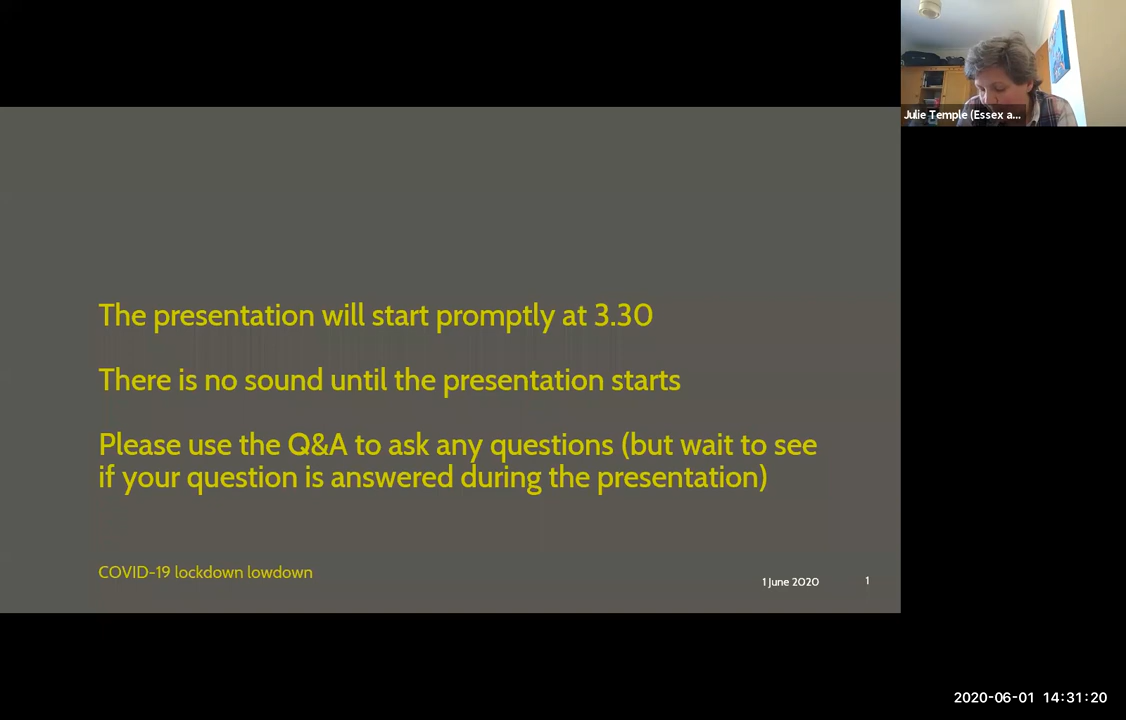 Julie Temple (Essex a...
The presentation will start promptly at 3.30
There is no sound until the presentation starts
Please use the Q&A to ask any questions (but wait to see
if your question is answered during the presentation)
COVID-19 lockdown lowdown
1 June 2020
1
2020-06-01 14:31:20